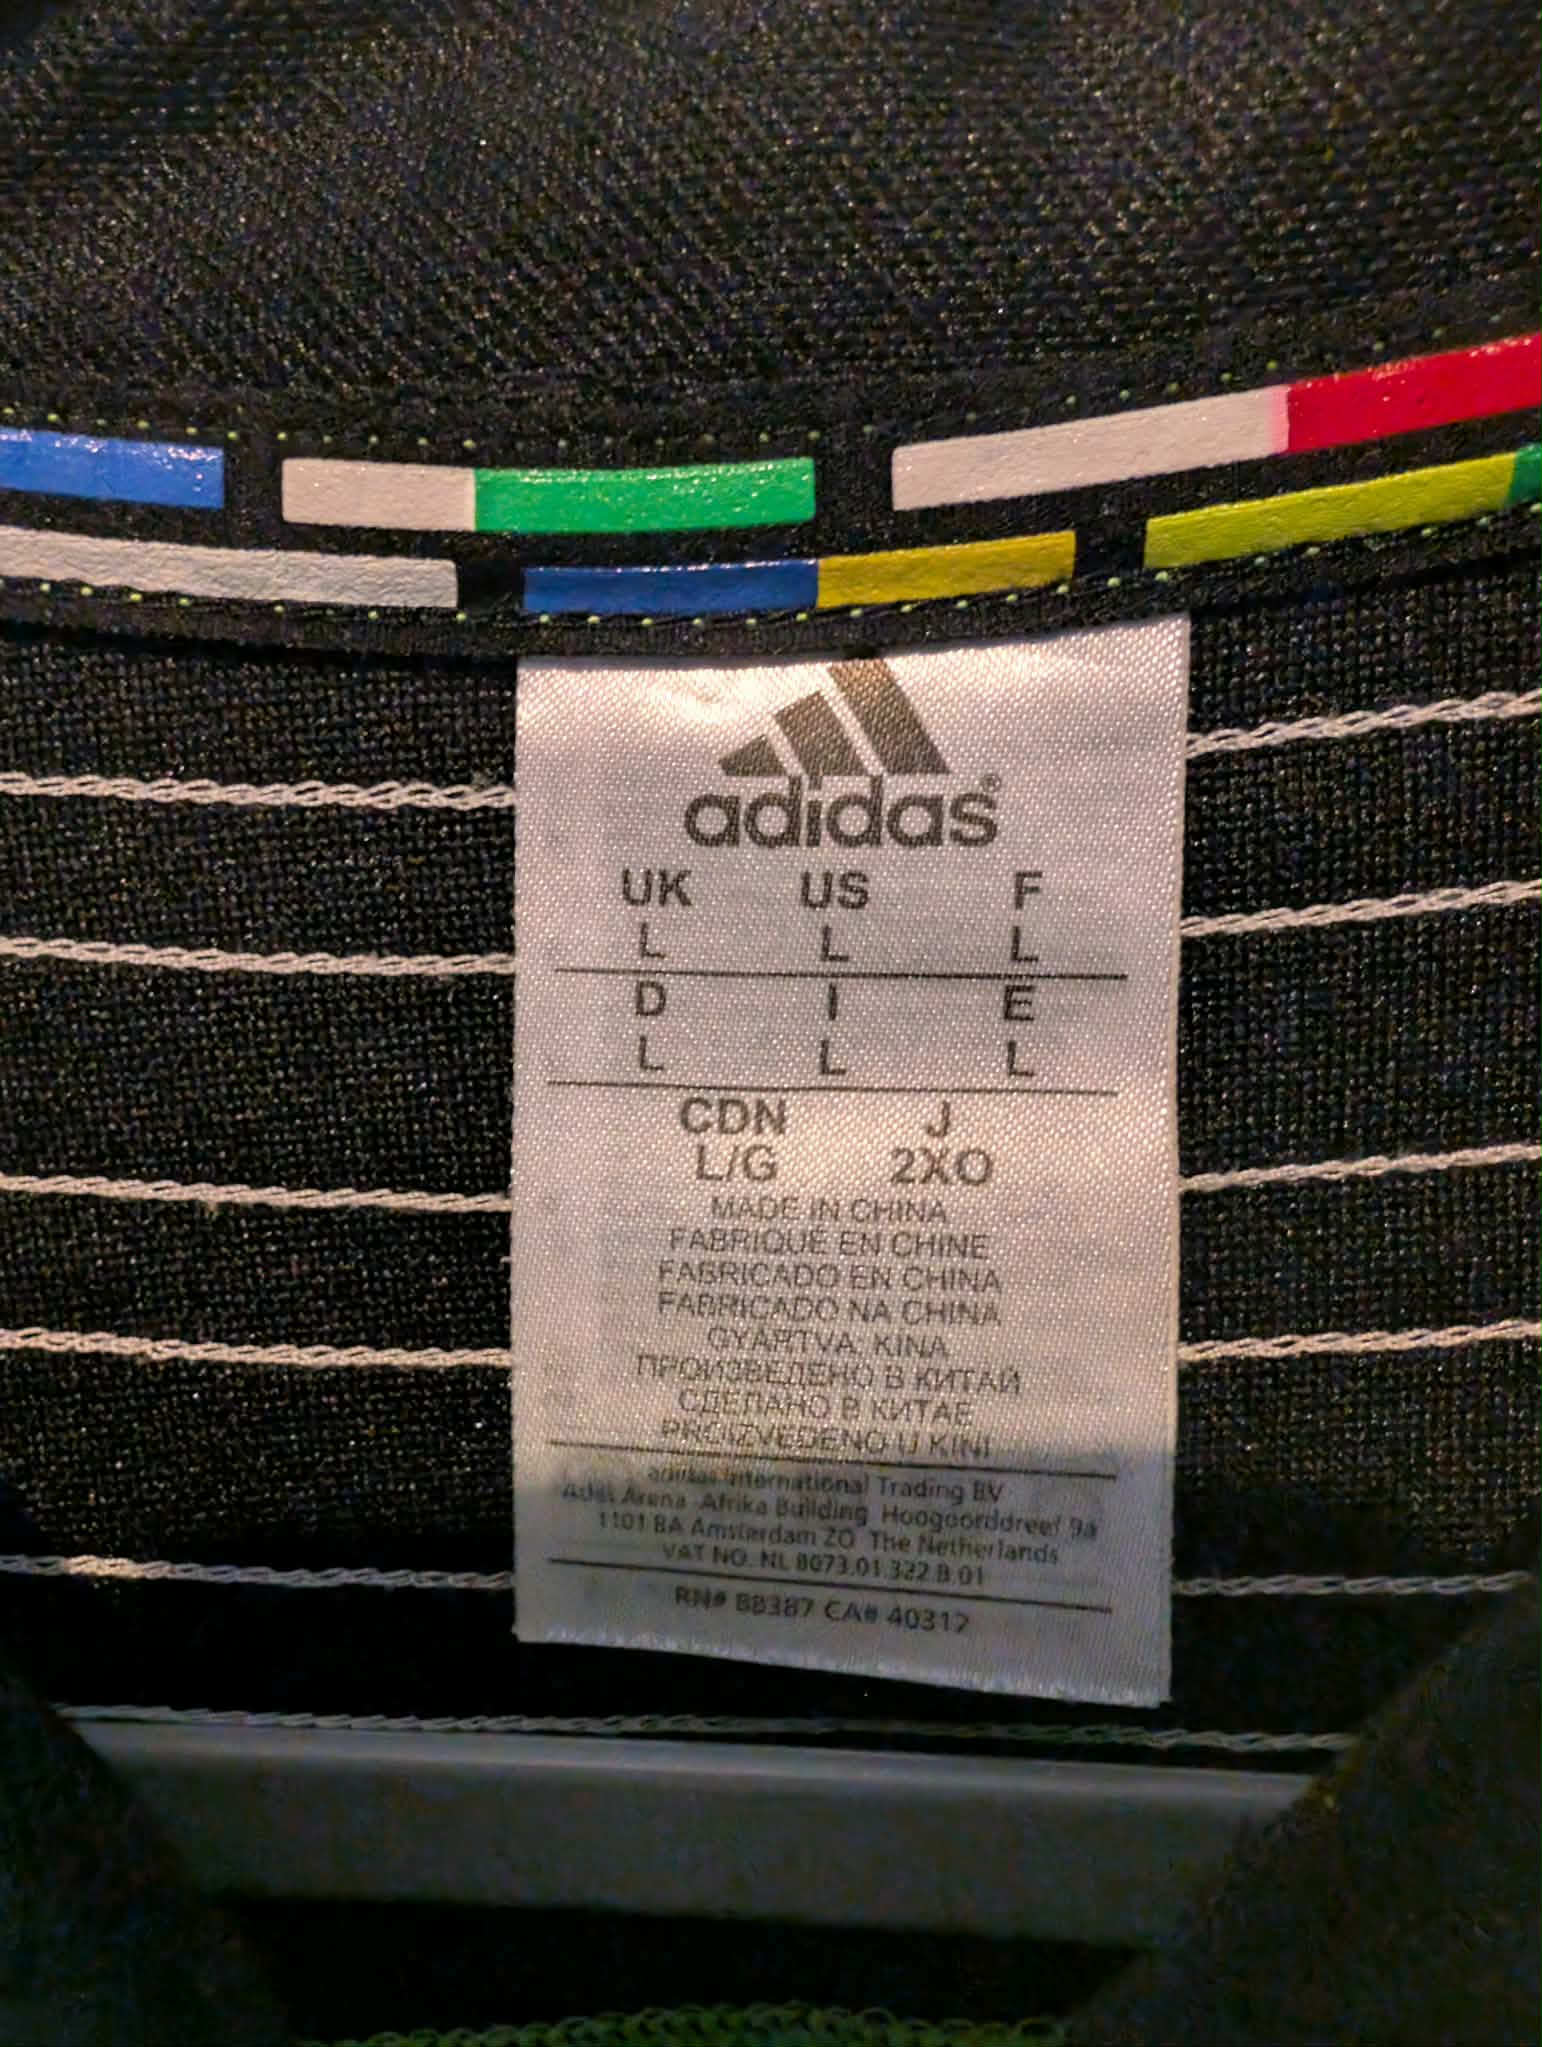 adidas®
UK US F
L L L
D I E
L L L
CDN J
L/G 2XO
MADE IN CHINA
FABRIQUÉ EN CHINE
FABRICADO EN CHINA
FABRICADO NA CHINA
GYÁRTVA: KÍNA
ПРОИЗВЕДЕНО В КИТАЙ
СДЕЛАНО В КИТАЕ
PROIZVEDENO U KINI
adidas International Trading BV
Adas Arena Afrika Building Hoogoorddreef 9a
1101 BA Amsterdam ZO The Netherlands
VAT NO. NL 8073.01.322 B 01
RN# 88387 CA# 40312